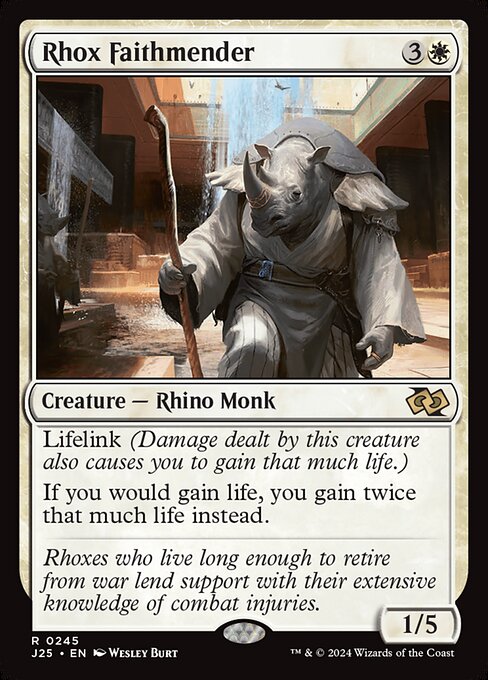 Rhox Faithmender 3
Creature — Rhino Monk
Lifelink (Damage dealt by this creature
also causes you to gain that much life.)
If you would gain life, you gain twice
that much life instead.
Rhoxes who live long enough to retire
from war lend support with their extensive
knowledge of combat injuries.
1/5
R 0245
J25 • EN Wesley Burt
™ & © 2024 Wizards of the Coast